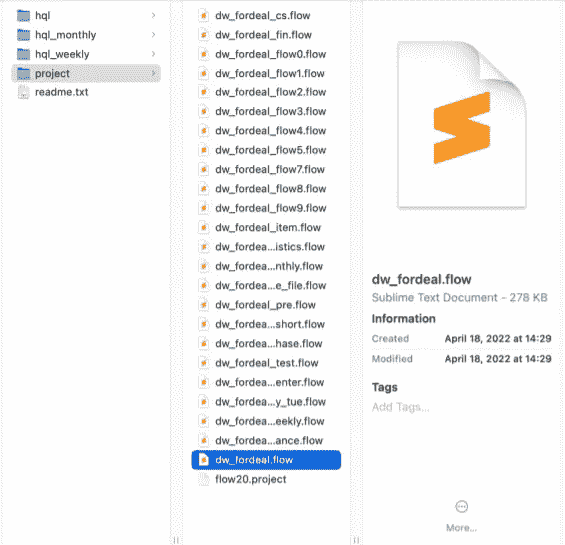 hql
hql_monthly
hql_weekly
project
readme.txt
dw_fordeal_cs.flow
dw_fordeal_fin.flow
dw_fordeal_flow0.flow
dw_fordeal_flow1.flow
dw_fordeal_flow2.flow
dw_fordeal_flow3.flow
dw_fordeal_flow4.flow
dw_fordeal_flow5.flow
dw_fordeal_flow7.flow
dw_fordeal_flow8.flow
dw_fordeal_flow9.flow
dw_fordeal_item.flow
dw_fordea...istics.flow
dw_fordea...nthly.flow
dw_fordea...e_file.flow
dw_fordeal_pre.flow
dw_fordea...short.flow
dw_fordea...hase.flow
dw_fordeal_test.flow
dw_fordea...enter.flow
dw_fordea...y_tue.flow
dw_fordea...eekly.flow
dw_fordea...ance.flow
dw_fordeal.flow
flow20.project
dw_fordeal.flow
Sublime Text Document - 278 KB
Information
Created April 18, 2022 at 14:29
Modified April 18, 2022 at 14:29
Tags
Add Tags...
More...